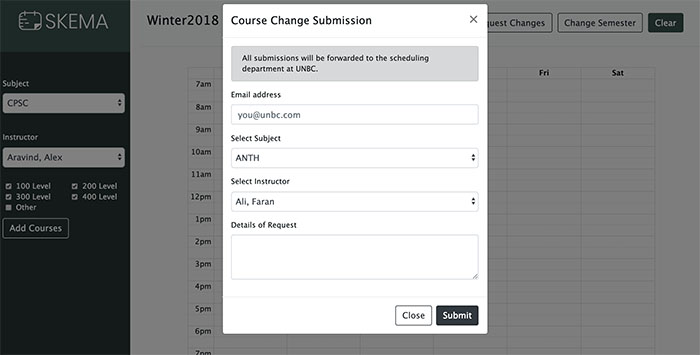 SKEMA
Winter2018
Request Changes
Change Semester
Clear
Subject
CPSC
Instructor
Aravind, Alex
100 Level
200 Level
300 Level
400 Level
Other
Add Courses
Fri
Sat
7am
8am
9am
10am
11am
12pm
1pm
2pm
3pm
4pm
5pm
6pm
7pm
Course Change Submission
×
All submissions will be forwarded to the scheduling
department at UNBC.
Email address
you@unbc.com
Select Subject
ANTH
Select Instructor
Ali, Faran
Details of Request
Close
Submit